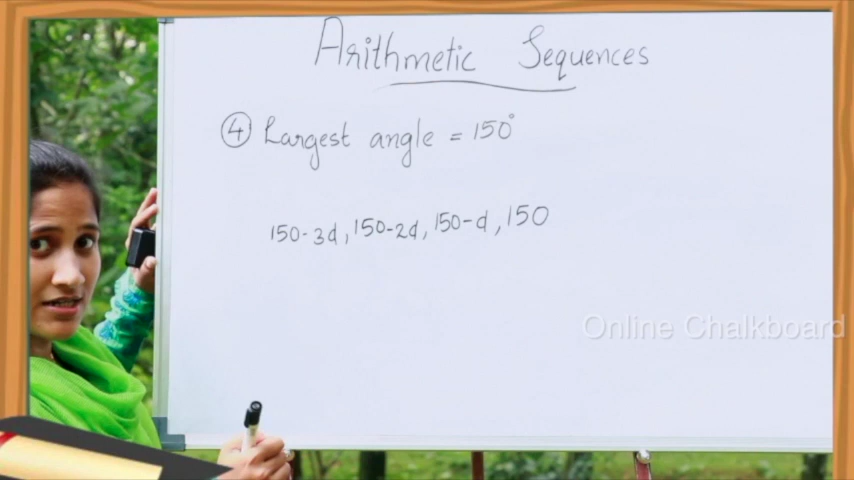 Arithmetic Sequences
④ Largest angle = 150°
150-3d, 150-2d, 150-d, 150
Online Chalkboard